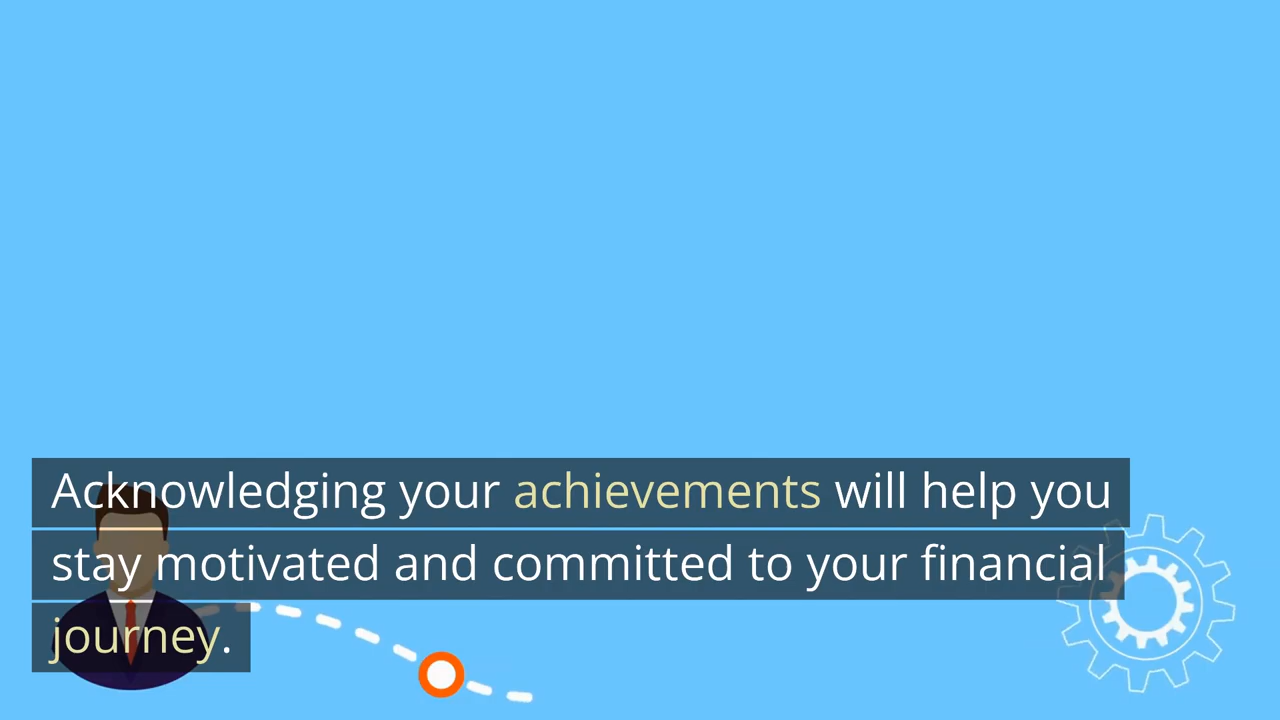 Acknowledging your achievements will help you
stay motivated and committed to your financial
journey.